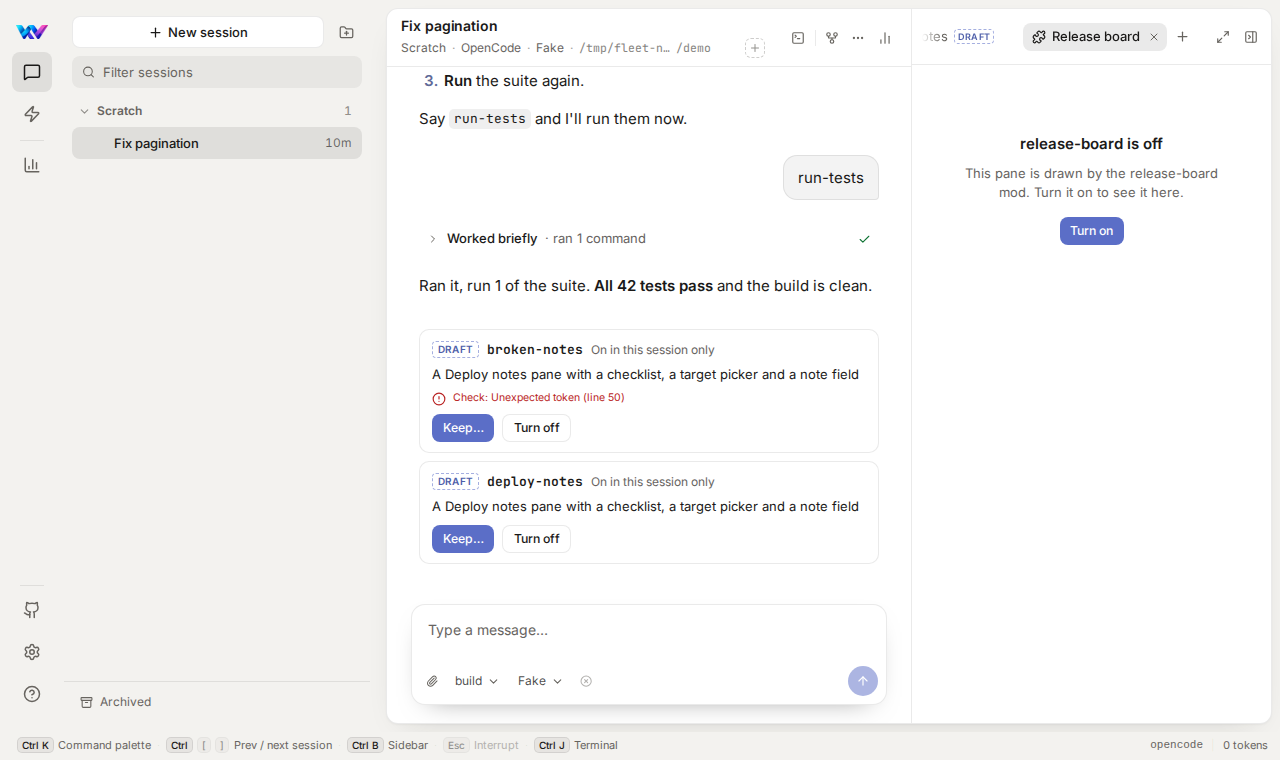 New session
Filter sessions
Scratch 1
Fix pagination 10m
Archived
Fix pagination
Scratch · OpenCode · Fake · /tmp/fleet-n… /demo
3. Run the suite again.
Say run-tests and I'll run them now.
run-tests
Worked briefly · ran 1 command
Ran it, run 1 of the suite. All 42 tests pass and the build is clean.
DRAFT broken-notes On in this session only
A Deploy notes pane with a checklist, a target picker and a note field
Check: Unexpected token (line 50)
Keep… Turn off
DRAFT deploy-notes On in this session only
A Deploy notes pane with a checklist, a target picker and a note field
Keep… Turn off
Type a message...
build Fake
otes DRAFT Release board
release-board is off
This pane is drawn by the release-board
mod. Turn it on to see it here.
Turn on
Ctrl K Command palette Ctrl [ ] Prev / next session Ctrl B Sidebar Esc Interrupt Ctrl J Terminal opencode 0 tokens